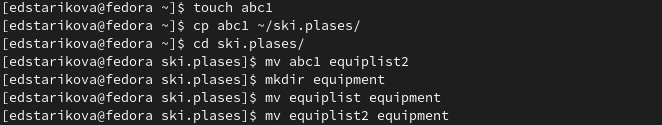 [edstarikova@fedora ~]$ touch abc1
[edstarikova@fedora ~]$ cp abc1 ~/ski.plases/
[edstarikova@fedora ~]$ cd ski.plases/
[edstarikova@fedora ski.plases]$ mv abc1 equiplist2
[edstarikova@fedora ski.plases]$ mkdir equipment
[edstarikova@fedora ski.plases]$ mv equiplist equipment
[edstarikova@fedora ski.plases]$ mv equiplist2 equipment